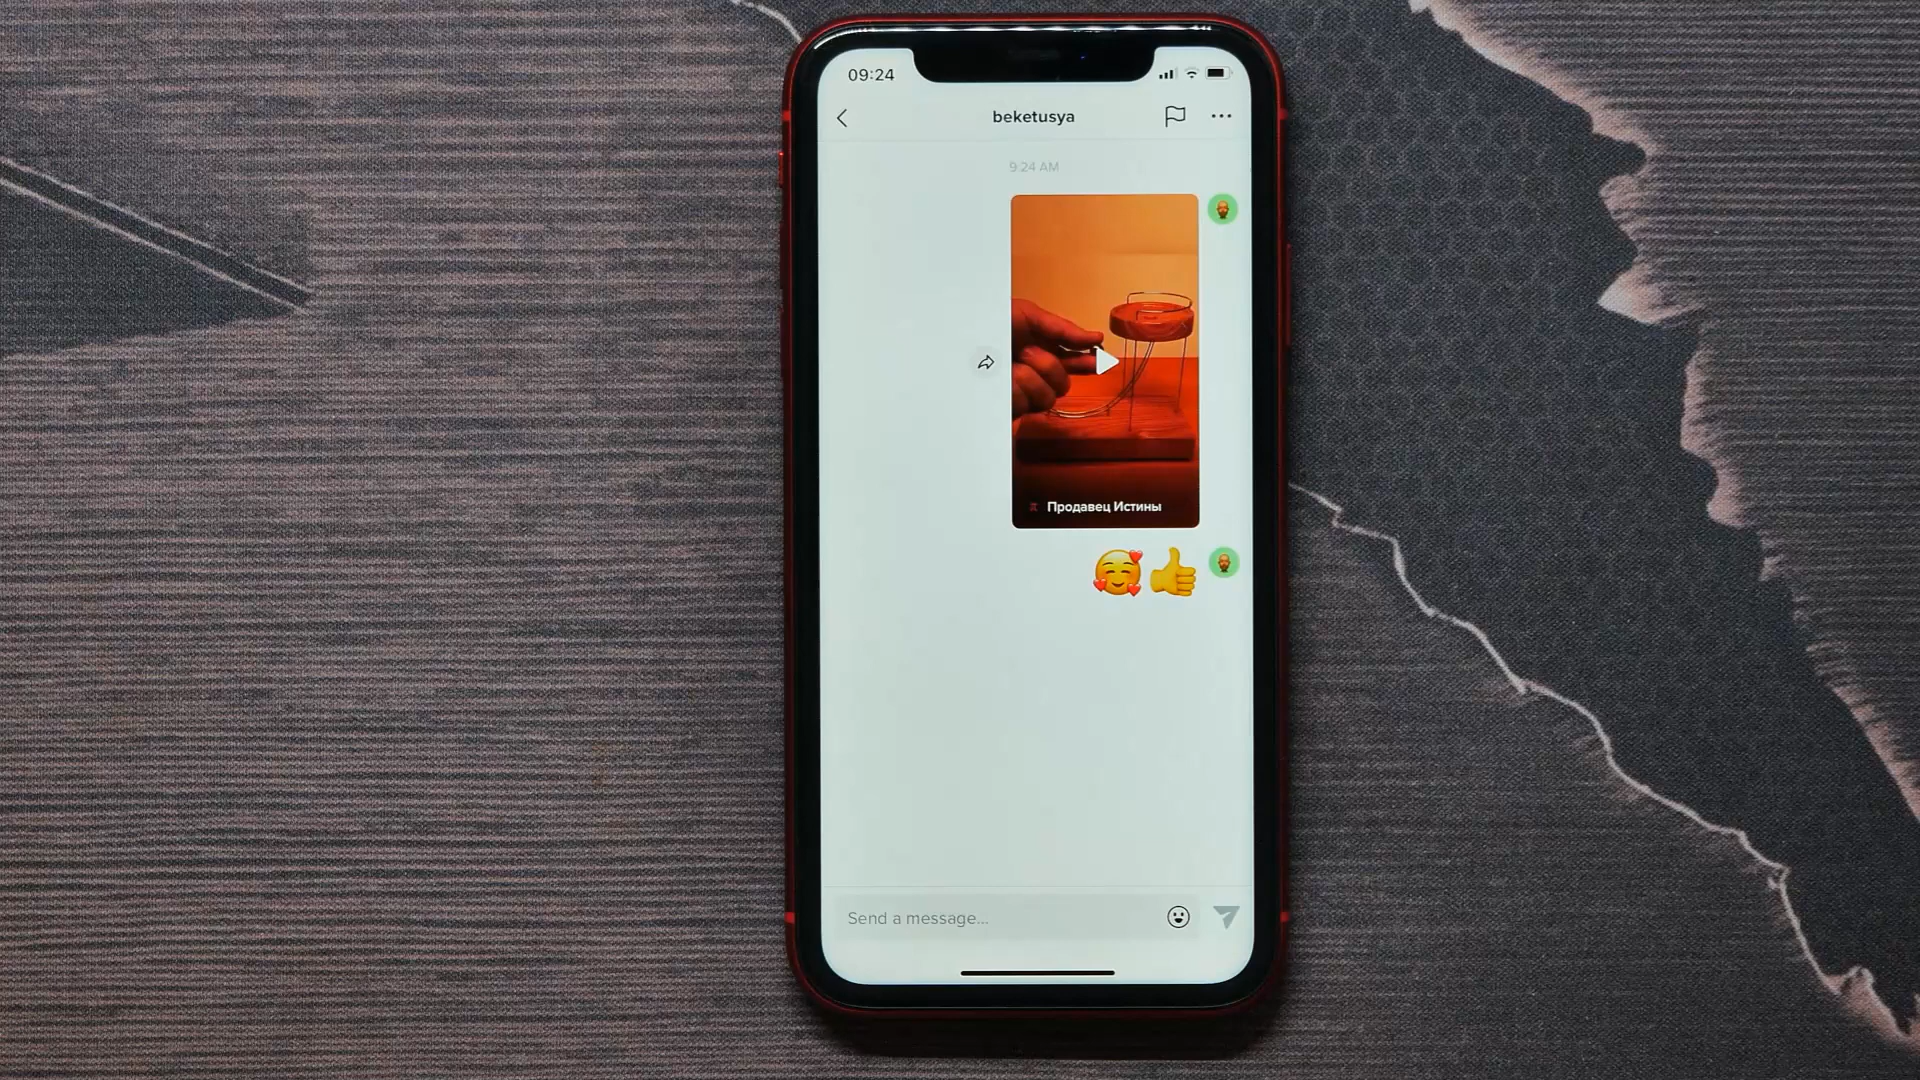 09:24
beketusya
9:24 AM
Продавец Истины
Send a message...